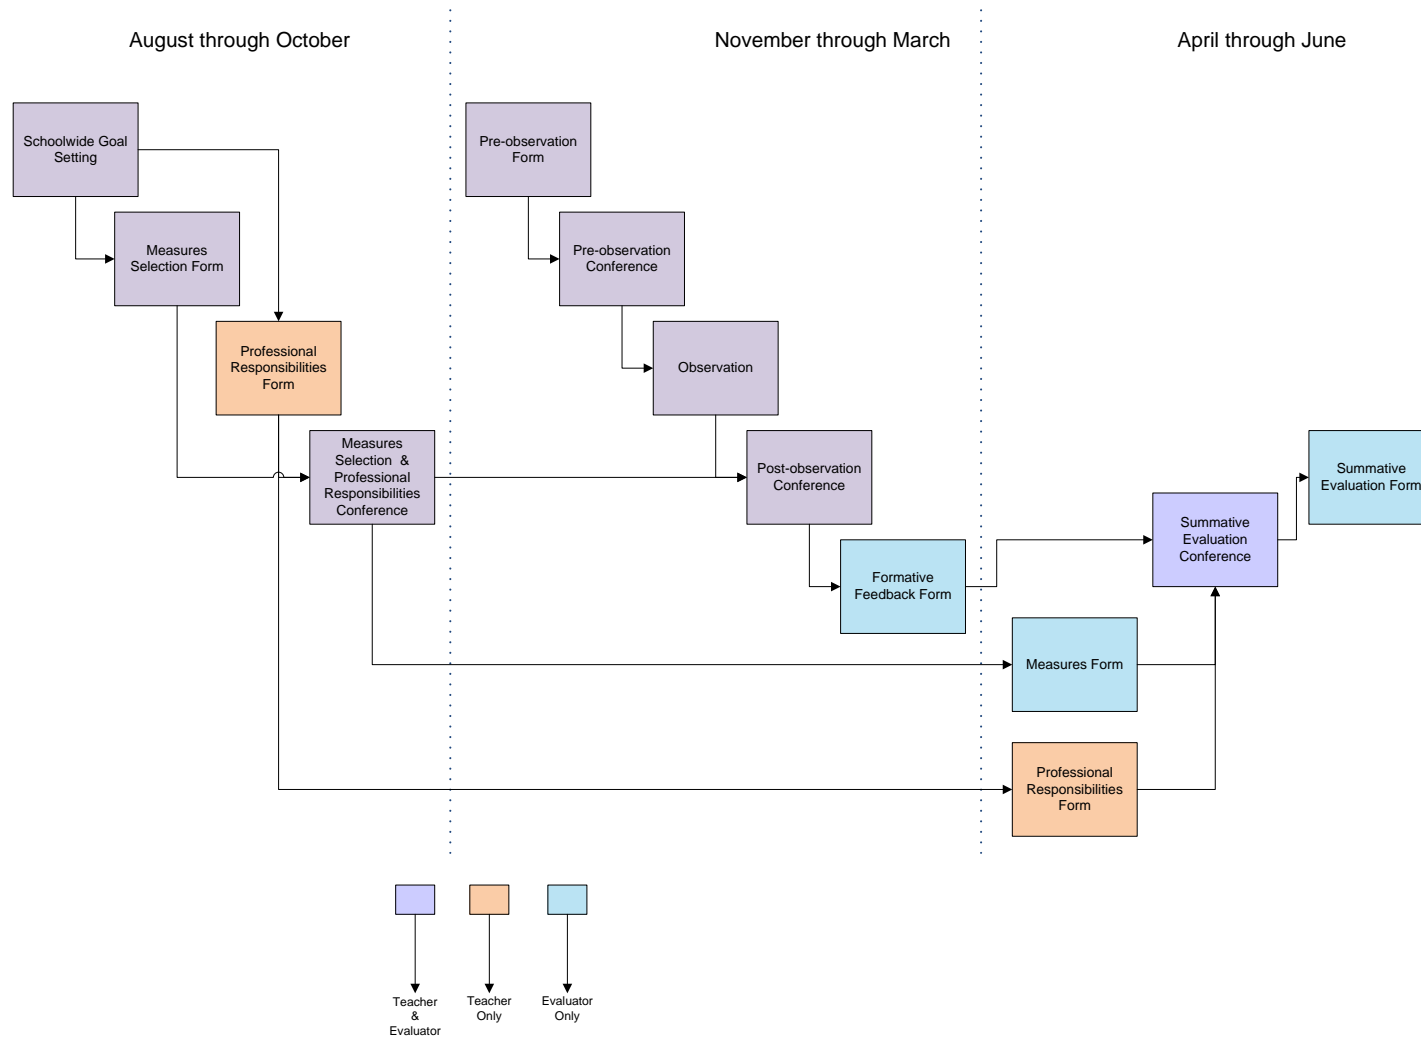 August through October
November through March
April through June
Schoolwide Goal
Setting
Pre-observation
Form
Measures
Selection Form
Pre-observation
Conference
Professional
Responsibilities
Form
Observation
Measures
Selection & 
Professional
Responsibilities
Conference
Post-observation
Conference
Summative
Evaluation Form
Summative
Evaluation
Conference
Formative
Feedback Form
Measures Form
Professional
Responsibilities
Form
Teacher
&
Evaluator
Teacher
Only
Evaluator
Only